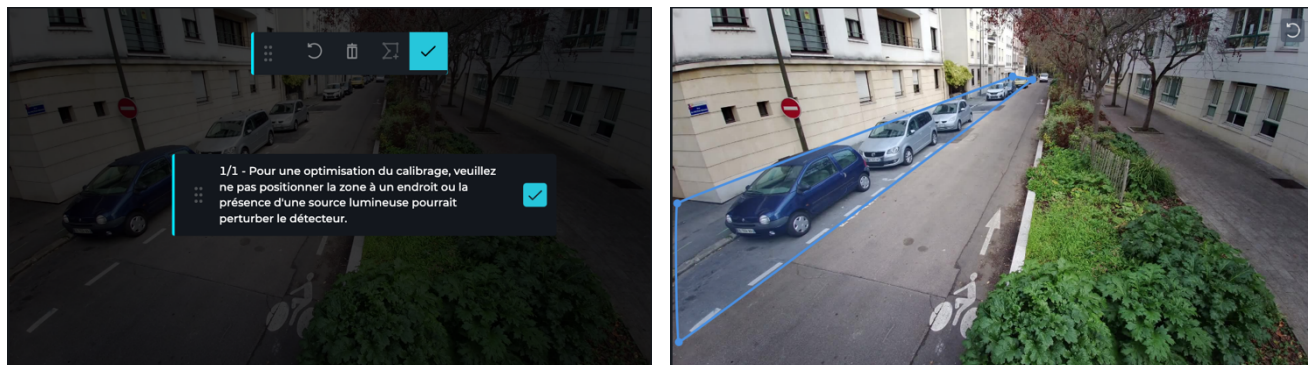 1/1 - Pour une optimisation du calibrage, veuillez
ne pas positionner la zone à un endroit ou la
présence d'une source lumineuse pourrait
perturber le détecteur.